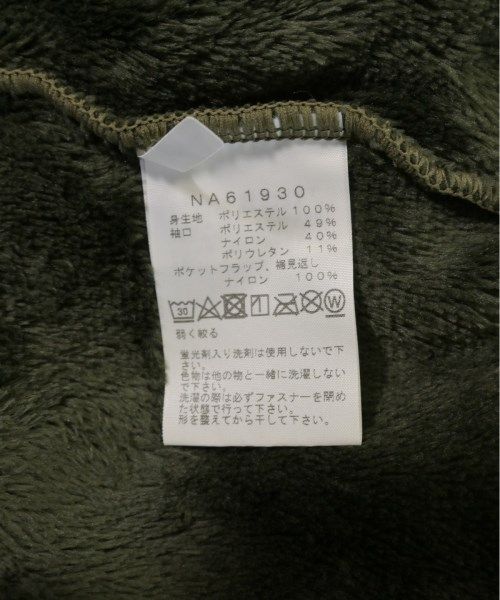 NA61930
身生地 ポリエステル 100%
袖口 ポリエステル 49%
ナイロン 40%
ポリウレタン 11%
ポケットフラップ、裾見返し
ナイロン 100%
30 W
弱く絞る
蛍光剤入り洗剤は使用しないで下
さい。
色物は他の物と一緒に洗濯しない
で下さい。
洗濯の際は必ずファスナーを閉め
た状態で行って下さい。
形を整えてから干して下さい。